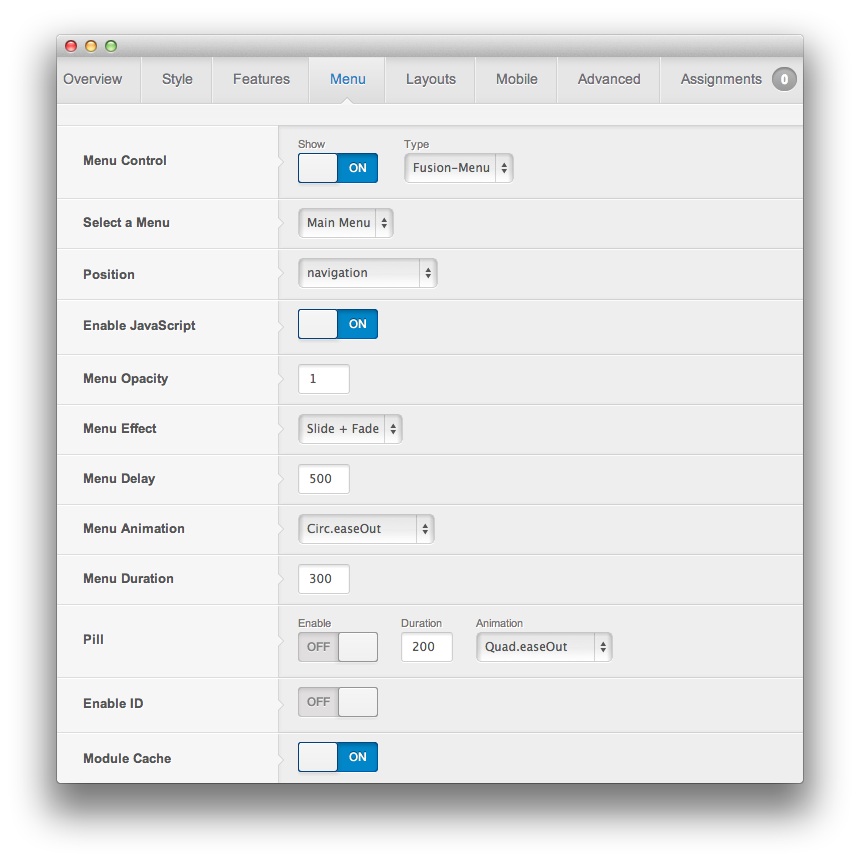 Overview Style Features Menu Layouts Mobile Advanced Assignments 0
Show Type
Menu Control ON Fusion-Menu
Select a Menu Main Menu
Position navigation
Enable JavaScript ON
Menu Opacity 1
Menu Effect Slide + Fade
Menu Delay 500
Menu Animation Circ.easeOut
Menu Duration 300
Enable Duration Animation
Pill OFF 200 Quad.easeOut
Enable ID OFF
Module Cache ON